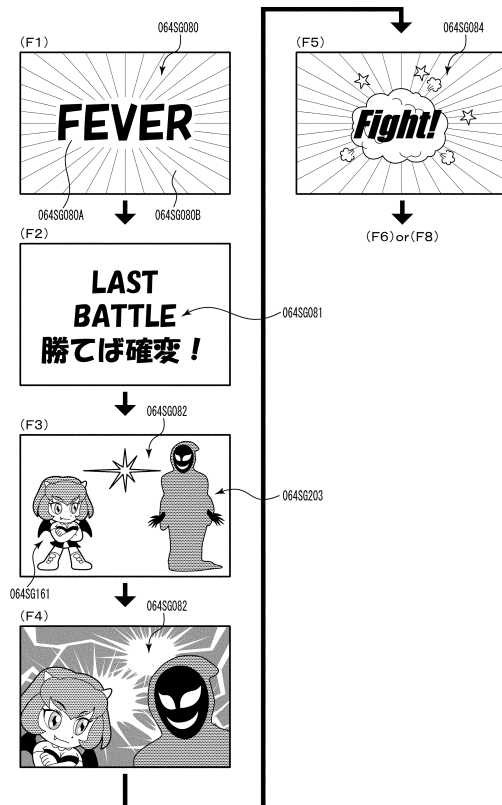 (F1)
064SG080
FEVER
064SG080A
064SG080B
(F2)
LAST
BATTLE
勝てば確変！
064SG081
(F3)
064SG082
064SG203
064SG161
(F4)
064SG082
(F5)
064SG084
Fight!
(F6)or(F8)